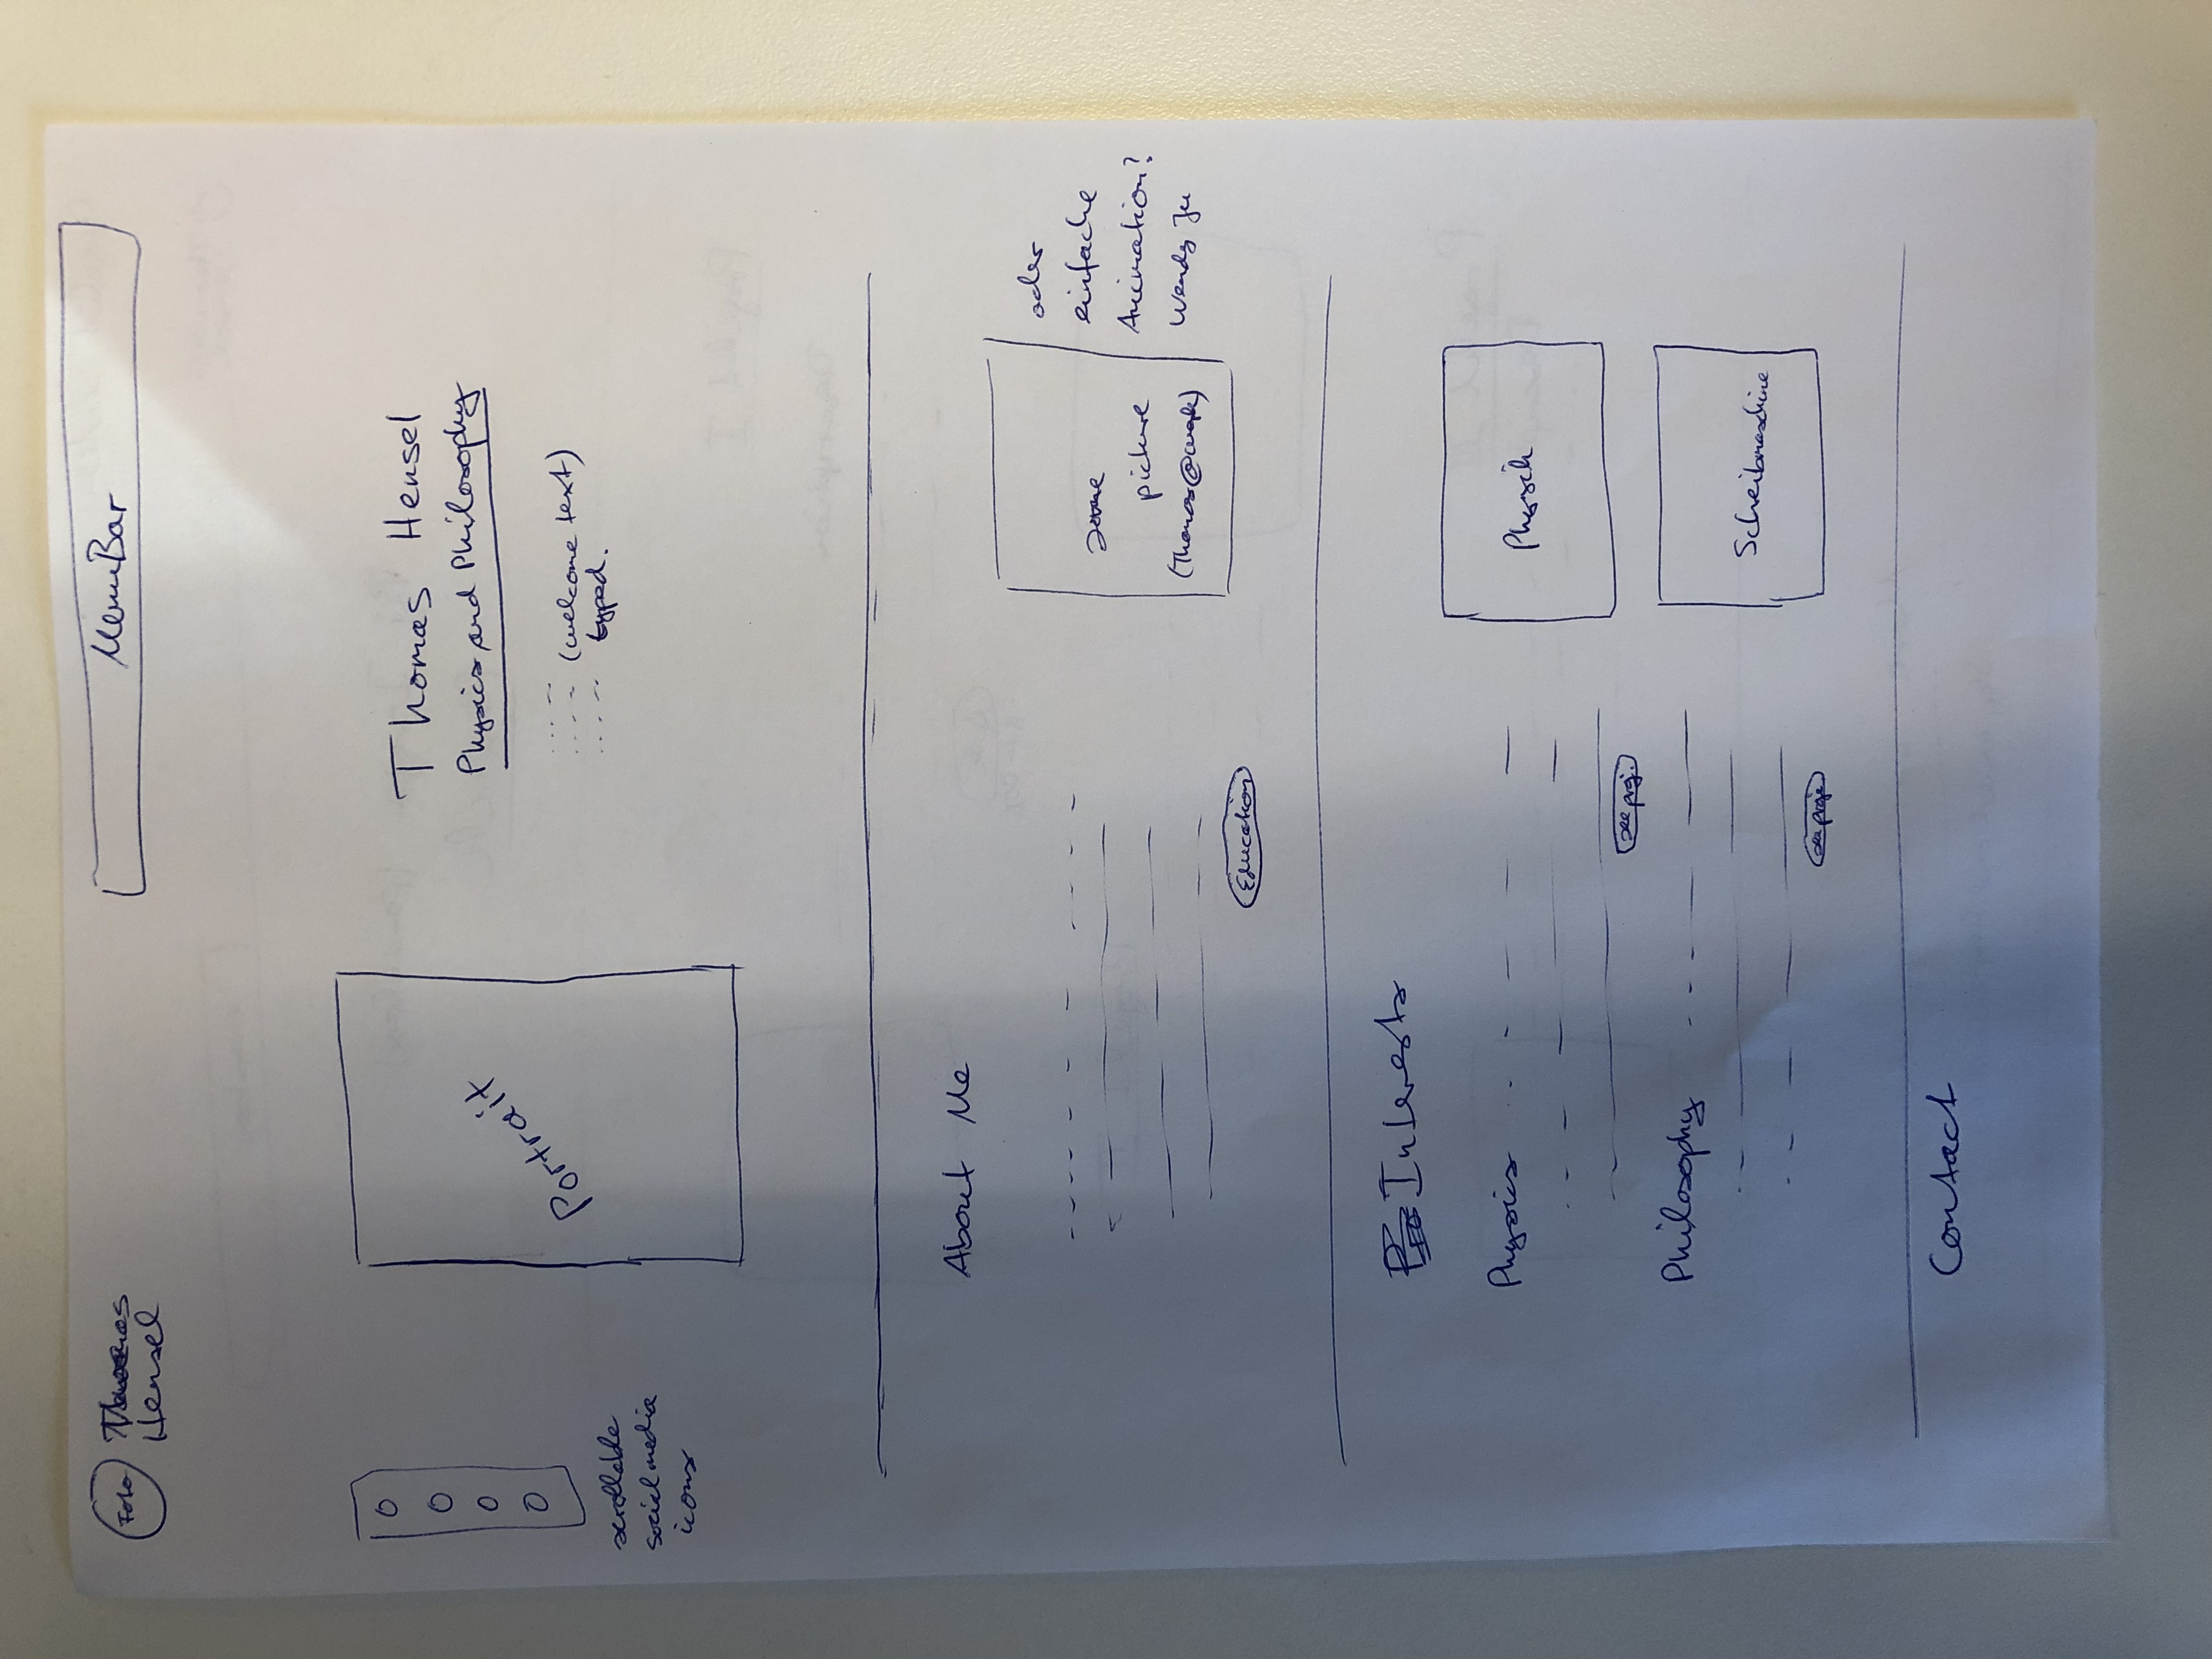 Foto
Thomas
Hensel
MenuBar
Portrait
Thomas Hensel
Physics and Philosophy
(welcome text)
typed.
scrollable
social media
icons
About Me
some
picture
(Thomas@work)
oder
einfache
Animation?
Wendy Ju
Education
Interests
Physics
Physik
see proj.
Philosophy
Scheibmaschine
see proj.
Contact